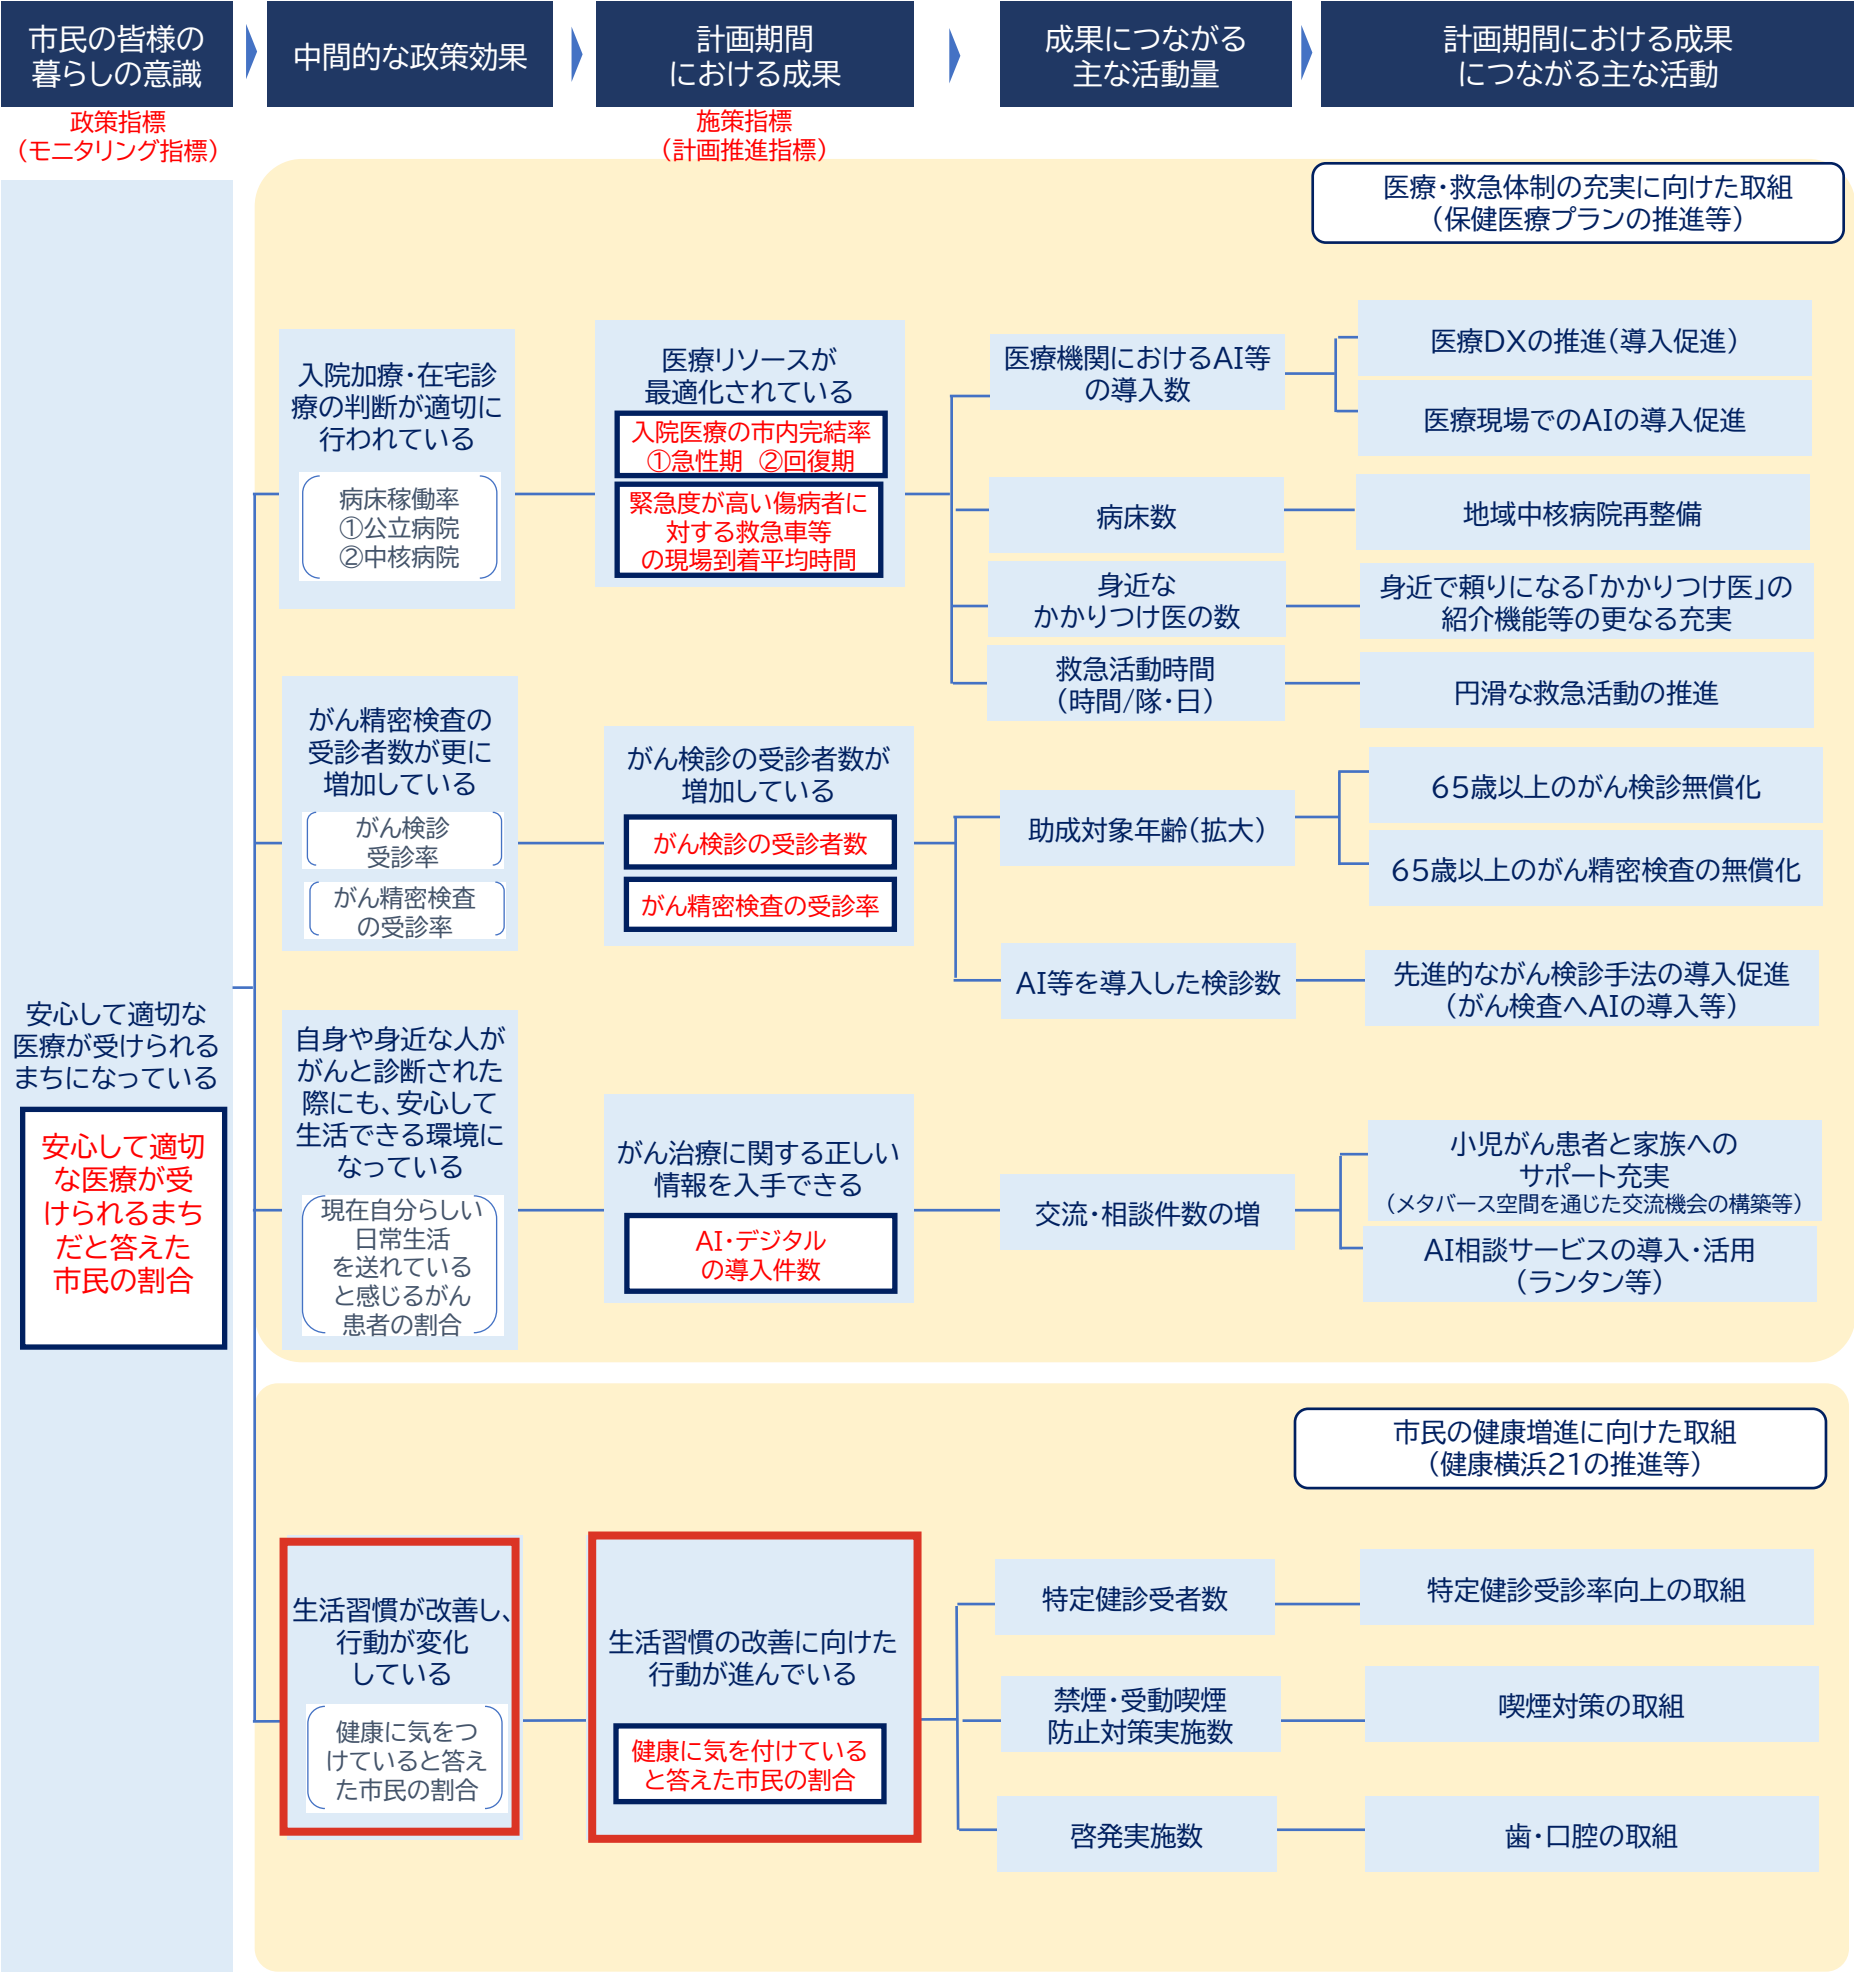 市民の皆様の
暮らしの意識
中間的な政策効果
計画期間
における成果
成果につながる
主な活動量
計画期間における成果
につながる主な活動
政策指標
（モニタリング指標）
施策指標
（計画推進指標）
医療・救急体制の充実に向けた取組
（保健医療プランの推進等）
安心して適切な
医療が受けられる
まちになっている
安心して適切
な医療が受
けられるまち
だと答えた
市民の割合
入院加療・在宅診
療の判断が適切に
行われている
病床稼働率
①公立病院
②中核病院
医療リソースが
最適化されている
入院医療の市内完結率
①急性期　②回復期
緊急度が高い傷病者に
対する救急車等
の現場到着平均時間
医療機関におけるAI等
の導入数
医療DXの推進（導入促進）
医療現場でのAIの導入促進
病床数
地域中核病院再整備
身近な
かかりつけ医の数
身近で頼りになる「かかりつけ医」の
紹介機能等の更なる充実
救急活動時間
（時間/隊・日）
円滑な救急活動の推進
がん精密検査の
受診者数が更に
増加している
がん検診
受診率
がん精密検査
の受診率
がん検診の受診者数が
増加している
がん検診の受診者数
がん精密検査の受診率
助成対象年齢（拡大）
65歳以上のがん検診無償化
65歳以上のがん精密検査の無償化
AI等を導入した検診数
先進的ながん検診手法の導入促進
（がん検査へAIの導入等）
自身や身近な人が
がんと診断された
際にも、安心して
生活できる環境に
なっている
現在自分らしい
日常生活
を送れている
と感じるがん
患者の割合
がん治療に関する正しい
情報を入手できる
AI・デジタル
の導入件数
交流・相談件数の増
小児がん患者と家族への
サポート充実
（メタバース空間を通じた交流機会の構築等）
AI相談サービスの導入・活用
（ランタン等）
市民の健康増進に向けた取組
（健康横浜21の推進等）
生活習慣が改善し、
行動が変化
している
健康に気をつ
けていると答え
た市民の割合
生活習慣の改善に向けた
行動が進んでいる
健康に気を付けている
と答えた市民の割合
特定健診受者数
特定健診受診率向上の取組
禁煙・受動喫煙
防止対策実施数
喫煙対策の取組
啓発実施数
歯・口腔の取組